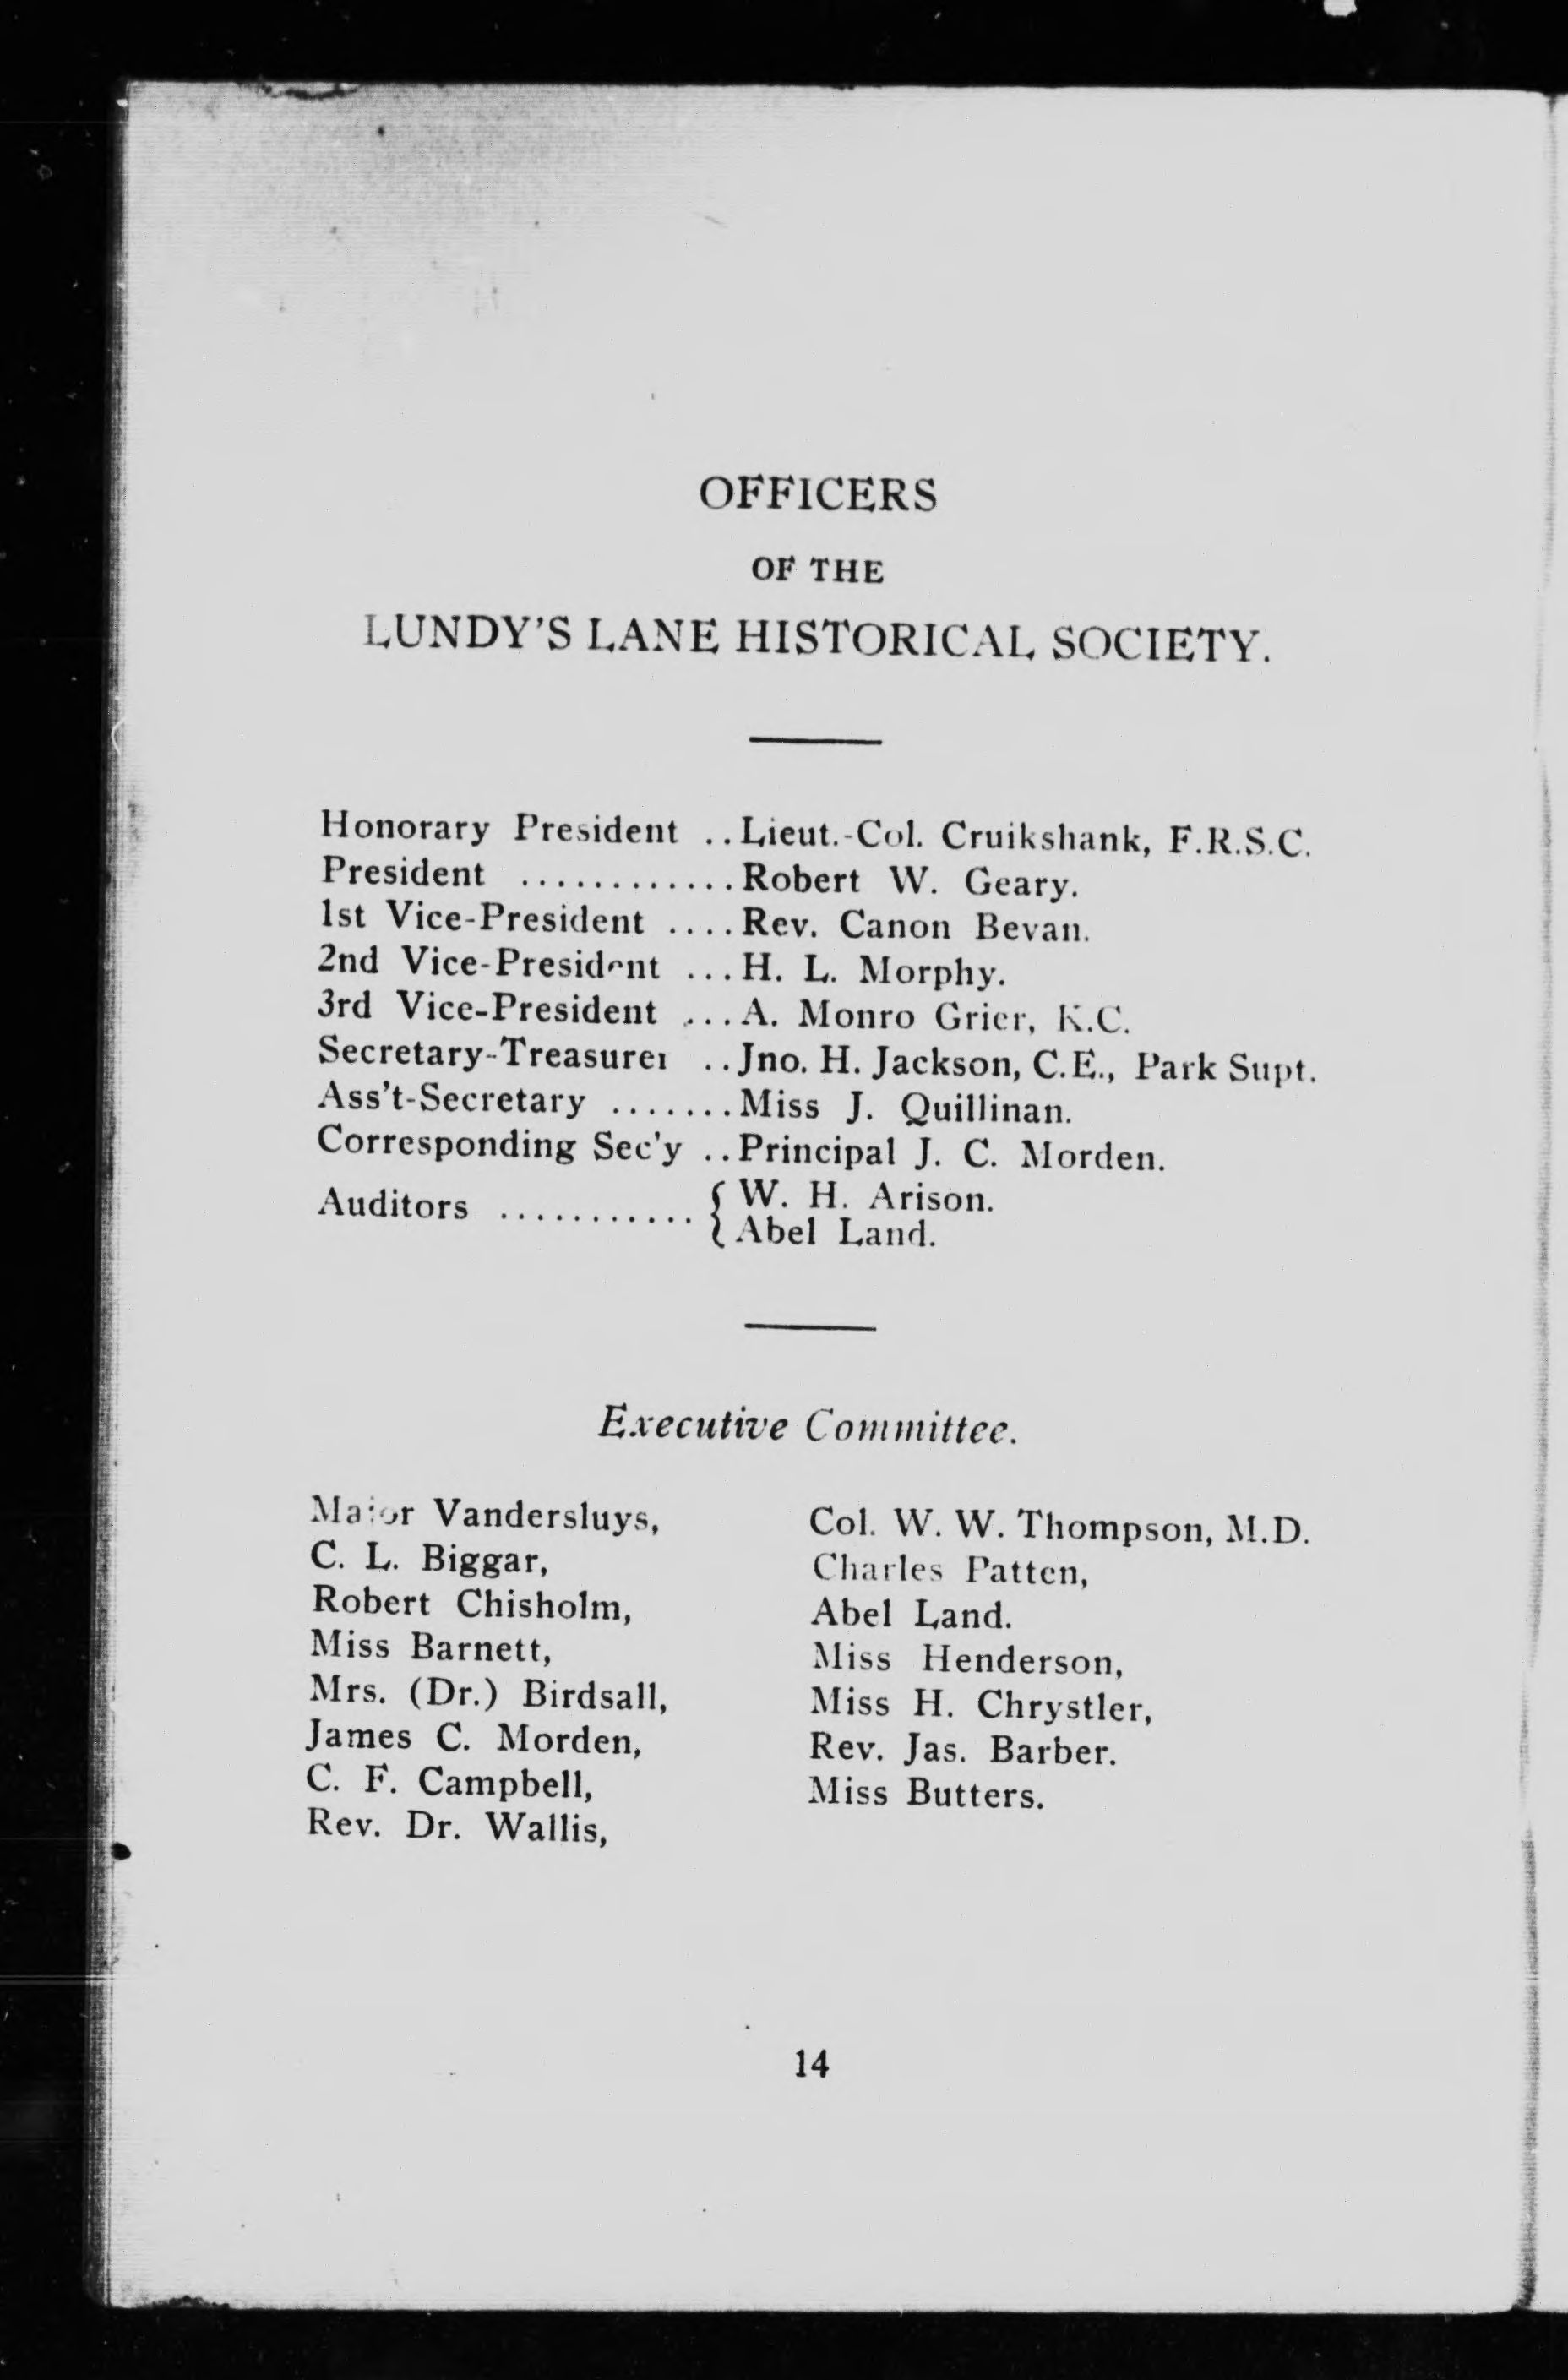 OFFICERS
OF THE
LUNDY'S LANE HISTORICAL SOCIETY.
Honorary President ..Lieut.-Col. Cruikshank, F.R.S.C.
President ............Robert W. Geary.
1st Vice-President ....Rev. Canon Bevan.
2nd Vice-President ...H. L. Morphy.
3rd Vice-President ...A. Monro Grier, K.C.
Secretary-Treasurer ..Jno. H. Jackson, C.E., Park Supt.
Ass't-Secretary .......Miss J. Quillinan.
Corresponding Sec'y ..Principal J. C. Morden.
Auditors ........... { W. H. Arison.
Abel Land.
Executive Committee.
Major Vandersluys,
C. L. Biggar,
Robert Chisholm,
Miss Barnett,
Mrs. (Dr.) Birdsall,
James C. Morden,
C. F. Campbell,
Rev. Dr. Wallis,
Col. W. W. Thompson, M.D.
Charles Patten,
Abel Land.
Miss Henderson,
Miss H. Chrystler,
Rev. Jas. Barber.
Miss Butters.
14